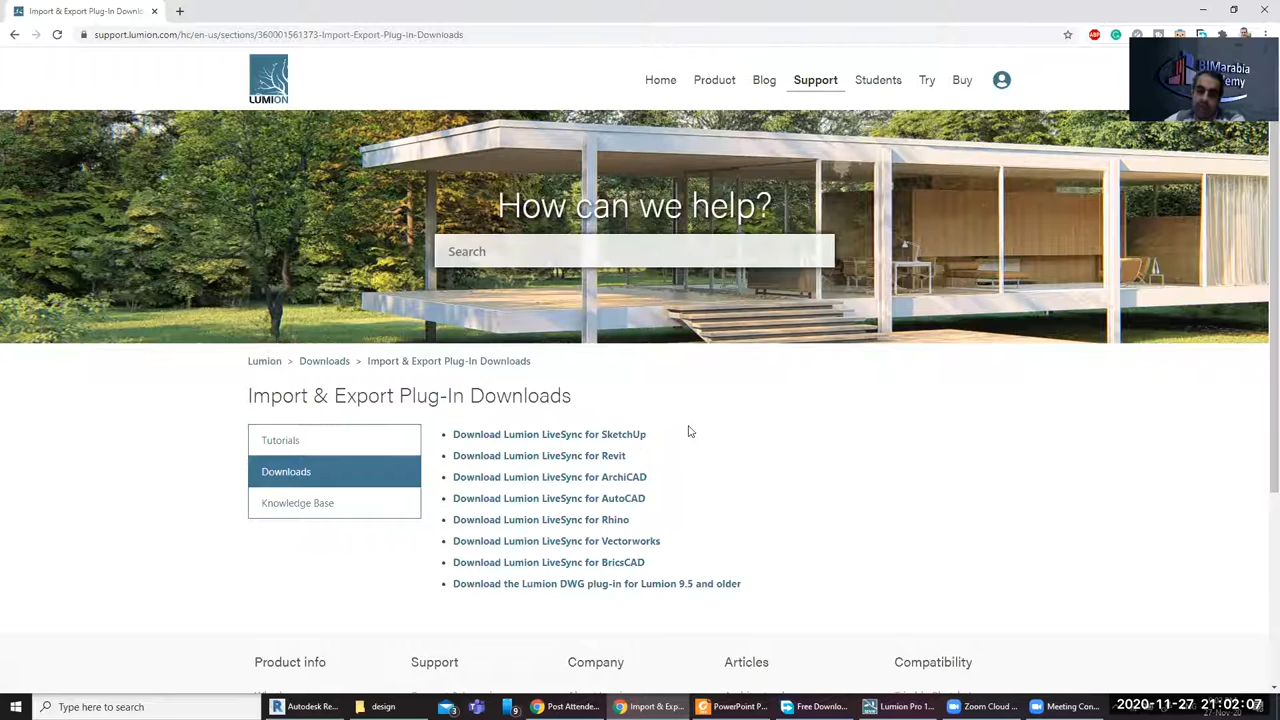 Import & Export Plug-In Downlo
support.lumion.com/hc/en-us/sections/360001561373-Import-Export-Plug-in-Downloads
LUMION
Home Product Blog Support Students Try Buy
BIMarabia
How can we help?
Search
Lumion > Downloads > Import & Export Plug-In Downloads
Import & Export Plug-In Downloads
Tutorials
Downloads
Knowledge Base
Download Lumion LiveSync for SketchUp
Download Lumion LiveSync for Revit
Download Lumion LiveSync for ArchiCAD
Download Lumion LiveSync for AutoCAD
Download Lumion LiveSync for Rhino
Download Lumion LiveSync for Vectorworks
Download Lumion LiveSync for BricsCAD
Download the Lumion DWG plug-in for Lumion 9.5 and older
Product info Support Company Articles Compatibility
Type here to search
Autodesk Re... design 3 9 Post Attende... Import & Exp... PowerPoint P... Free Downlo... Lumion Pro 1... Zoom Cloud ... Meeting Con...
2020-11-27 21:02:07